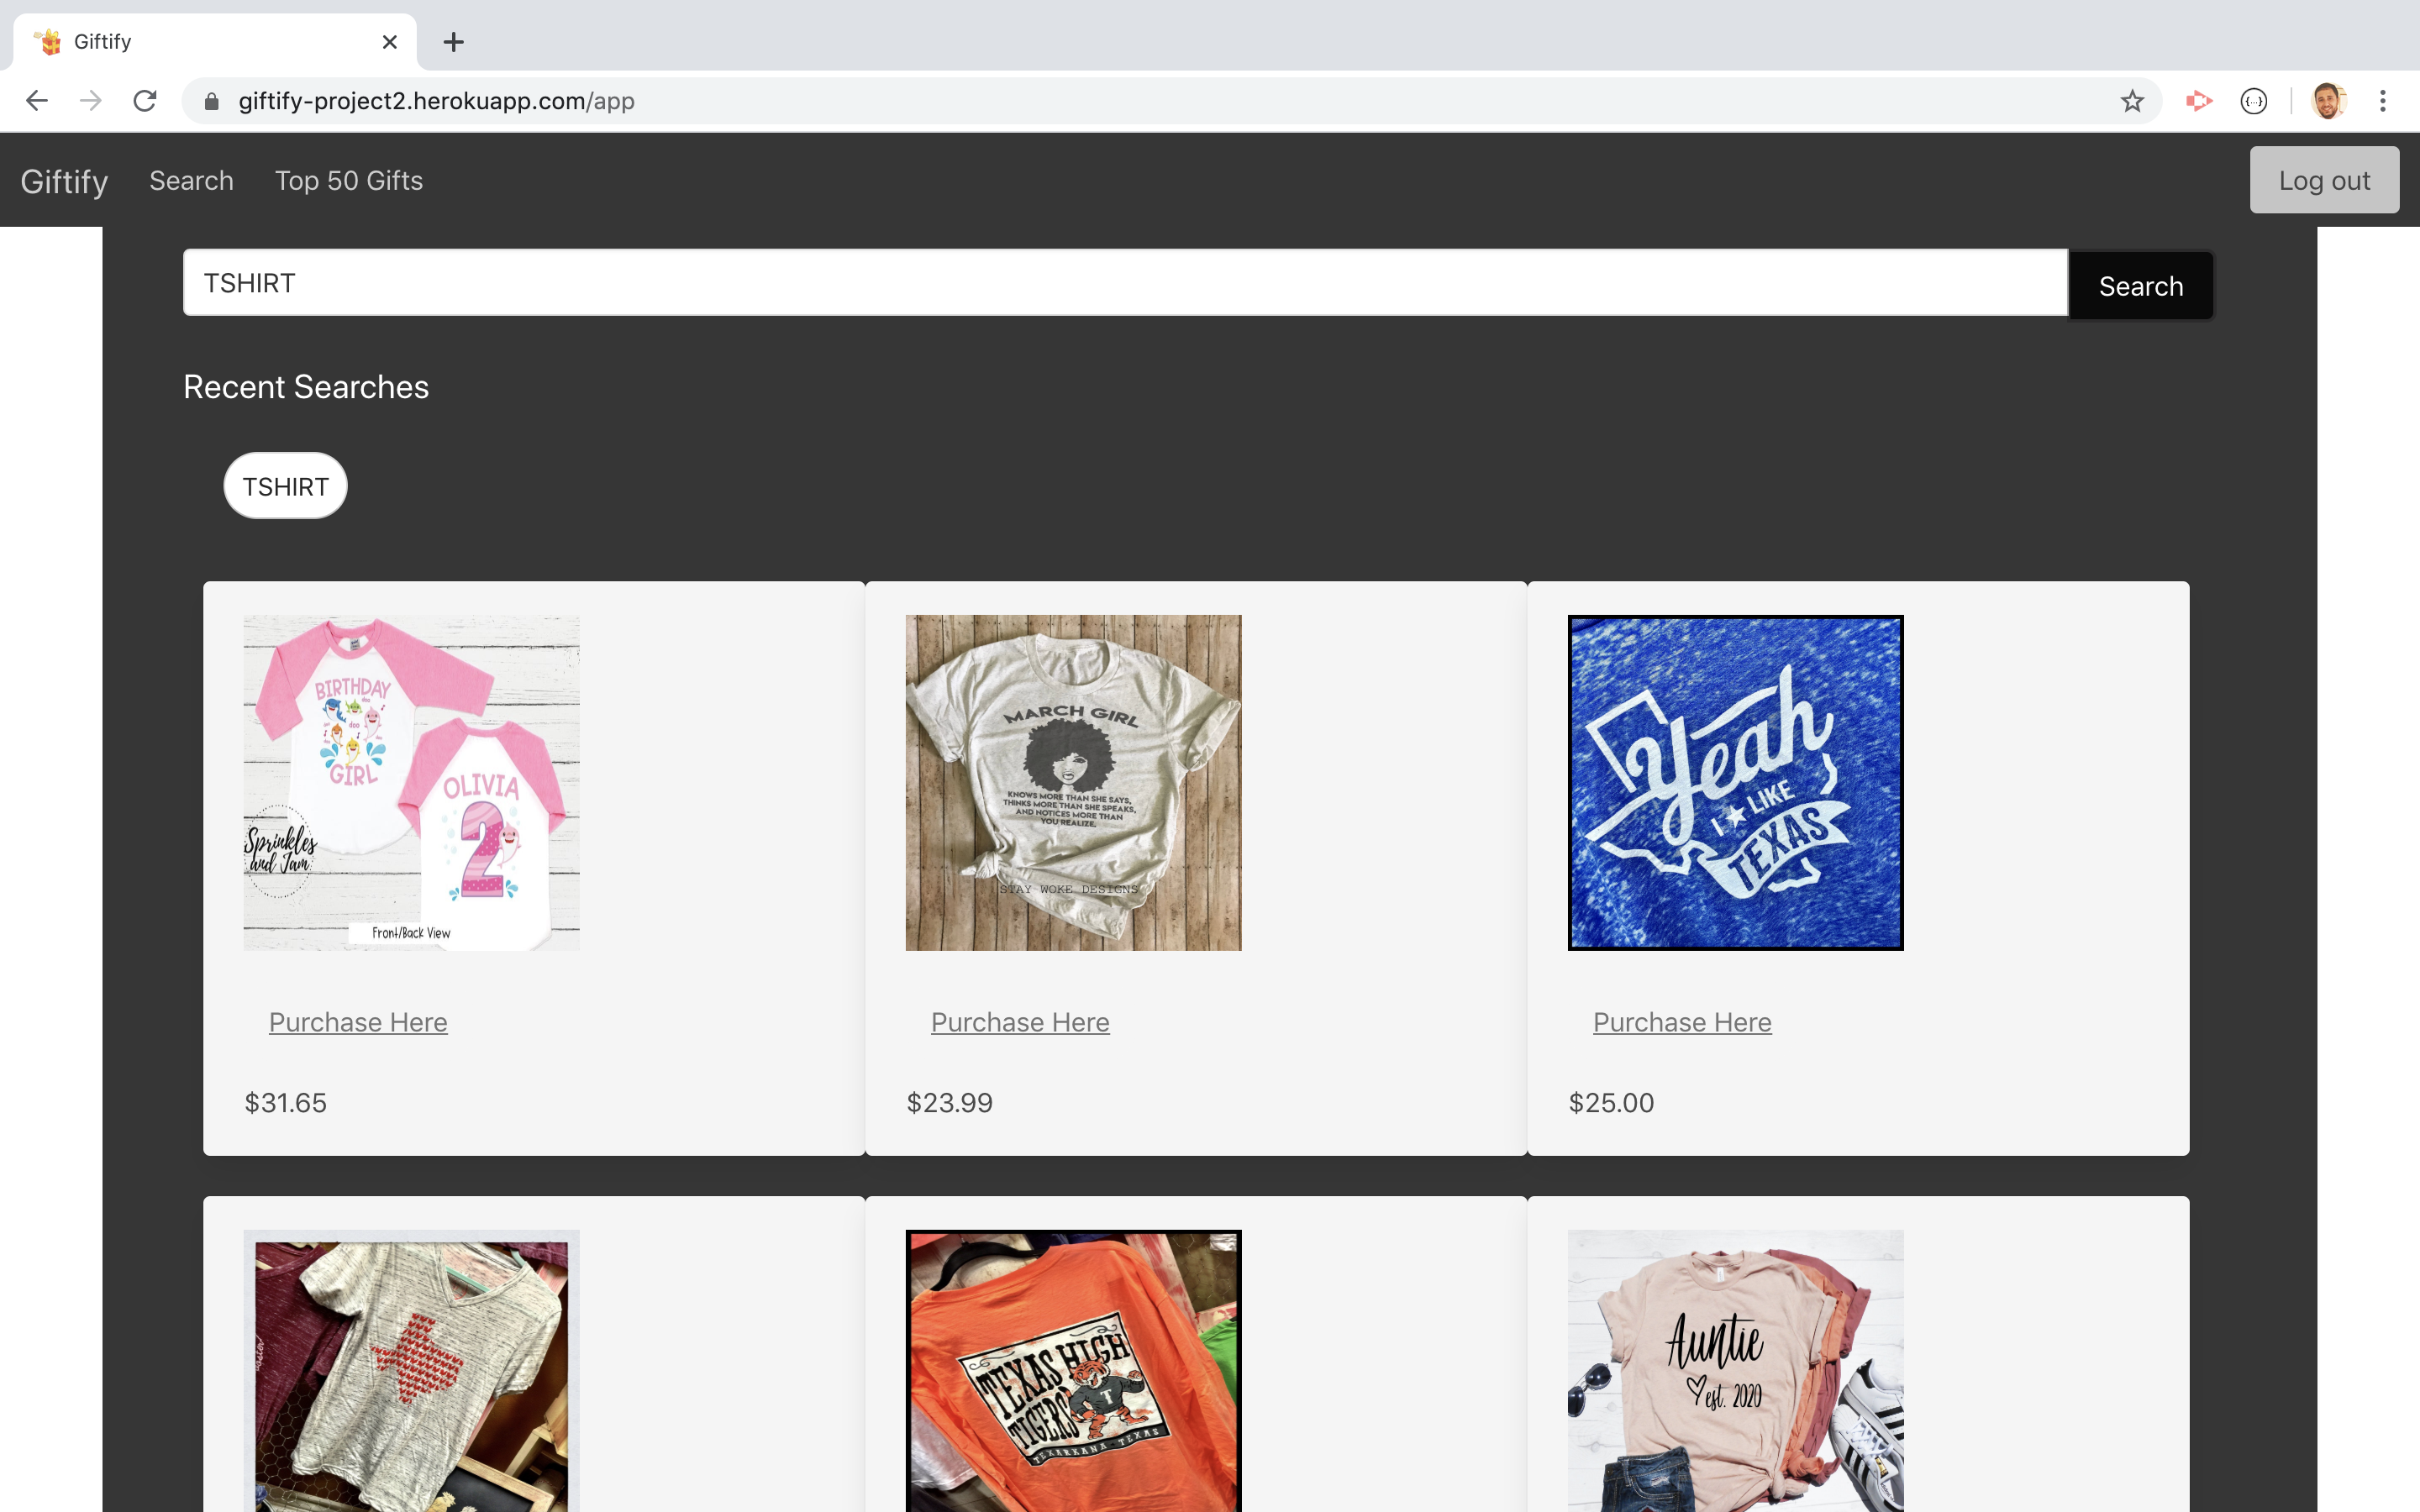 Giftify
giftify-project2.herokuapp.com/app
Giftify
Search
Top 50 Gifts
Log out
TSHIRT
Search
Recent Searches
TSHIRT
BIRTHDAY
doo
GIRL
OLIVIA
2
Sprinkles
and Jam
Front/Back View
MARCH GIRL
KNOWS MORE THAN SHE SAYS,
THINKS MORE THAN SHE SPEAKS,
AND NOTICES MORE THAN
YOU REALIZE.
STAY WOKE DESIGNS
Yeah
I LIKE
TEXAS
Purchase Here
Purchase Here
Purchase Here
$31.65
$23.99
$25.00
TEXAS HIGH
TIGERS
T
TEXARKANA - TEXAS
Auntie
est. 2020